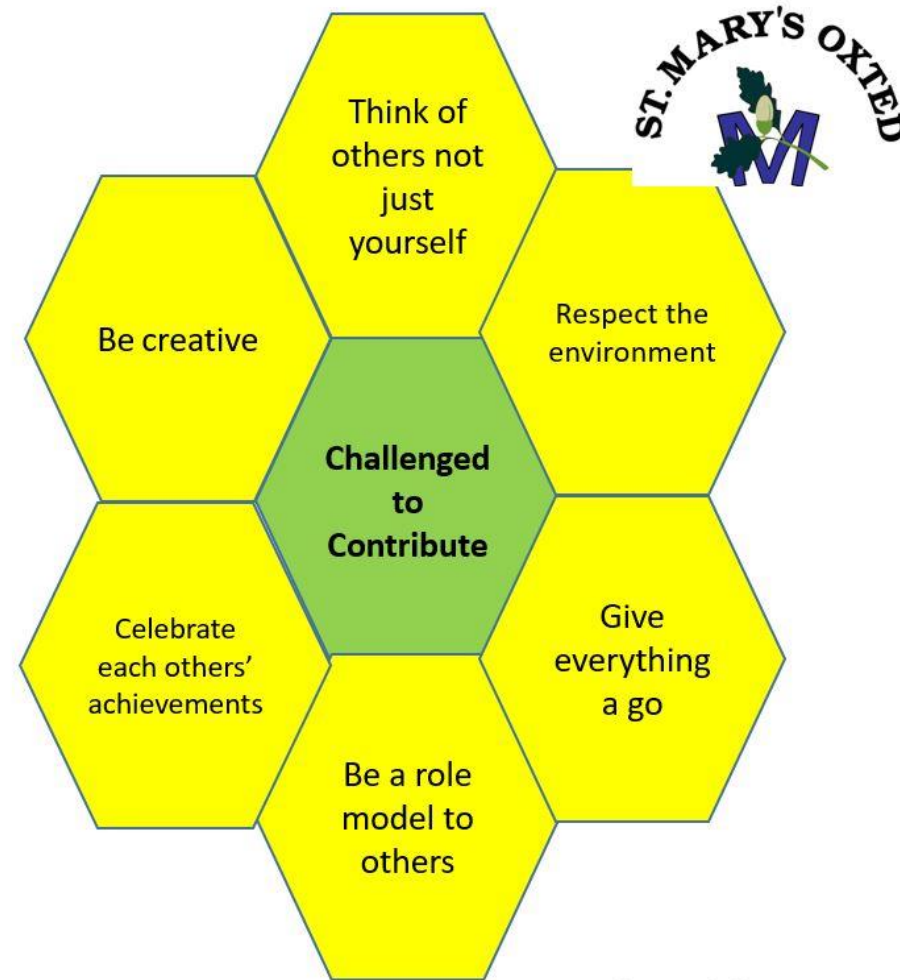 ST. MARY'S OXTED
M
Think of
others not
just
yourself
Respect the
environment
Be creative
Challenged
to
Contribute
Give
everything
a go
Celebrate
each others’
achievements
Be a role
model to
others